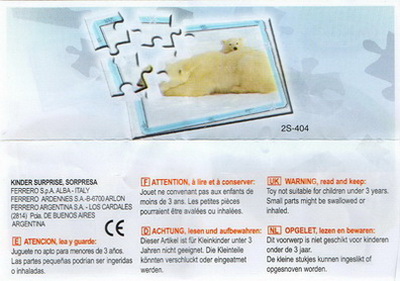 2S-404
KINDER SURPRISE, SORPRESA
FERRERO S.p.A. ALBA - ITALY
FERRERO ARDENNES S.A.-B-6700 ARLON
FERRERO ARGENTINA S.A., - LOS CARDALES
(2814) Pcia. DE BUENOS AIRES
ARGENTINA
CE
E ATENCION, lea y guarde:
Juguete no apto para menores de 3 años.
Las partes pequeñas podrían ser ingeridas
o inhaladas.
F ATTENTION, à lire et à conserver:
Jouet ne convenant pas aux enfants de
moins de 3 ans. Les petites pièces
pourraient être avalées ou inhalées.
D ACHTUNG, lesen und aufbewahren:
Dieser Artikel ist für Kleinkinder unter 3
Jahren nicht geeignet. Die Kleinteile
könnten verschluckt oder eingeatmet
werden.
UK WARNING, read and keep:
Toy not suitable for children under 3 years.
Small parts might be swallowed or
inhaled.
NL OPGELET, lezen en bewaren:
Dit voorwerp is niet geschikt voor kinderen
onder de 3 jaar.
De kleine stukjes kunnen ingeslikt of
opgesnoven worden.